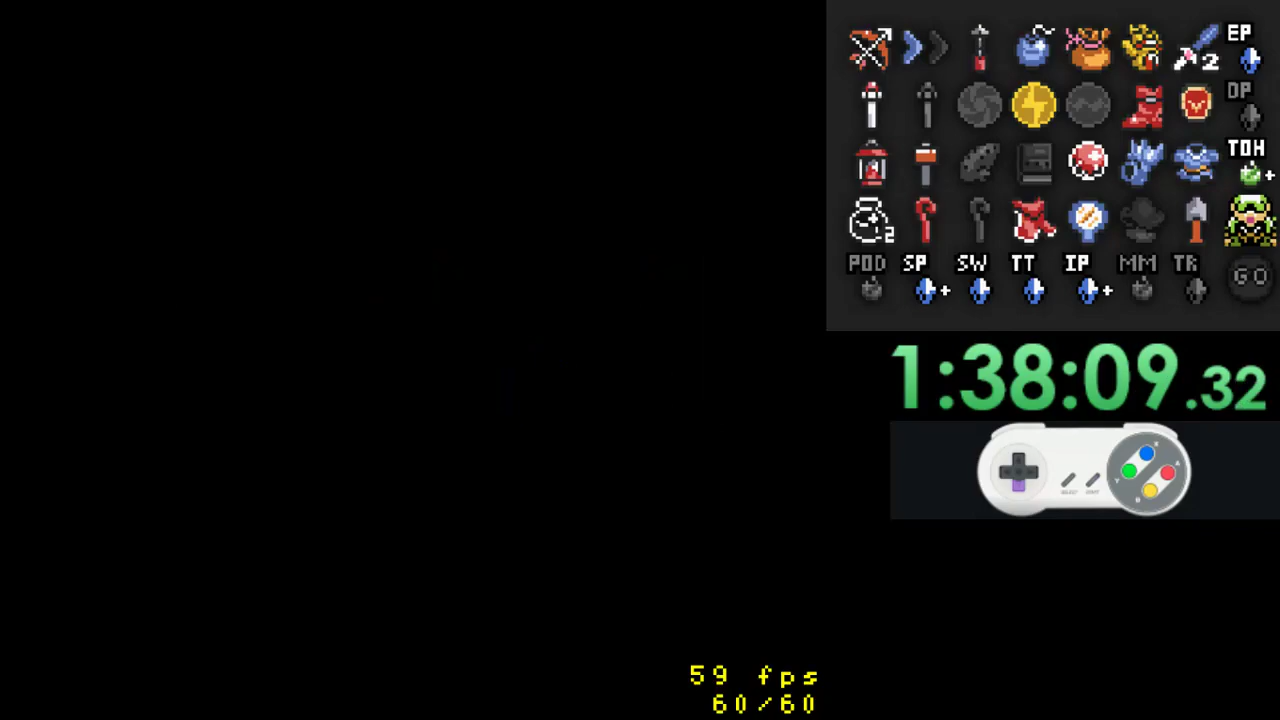 2 EP
DP
TOH
+
2
POD SP SW TT IP MM TR GO
+ +
1:38:09.32
59 fps
60/60